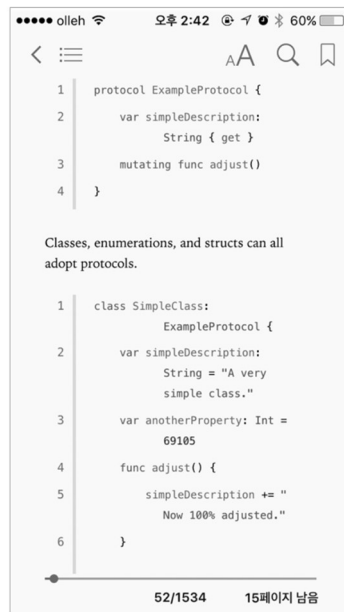 olleh 오후 2:42 60%
AA
1 protocol ExampleProtocol {
2 var simpleDescription:
String { get }
3 mutating func adjust()
4 }
Classes, enumerations, and structs can all
adopt protocols.
1 class SimpleClass:
ExampleProtocol {
2 var simpleDescription:
String = "A very
simple class."
3 var anotherProperty: Int =
69105
4 func adjust() {
5 simpleDescription += "
Now 100% adjusted."
6 }
52/1534 15페이지 남음